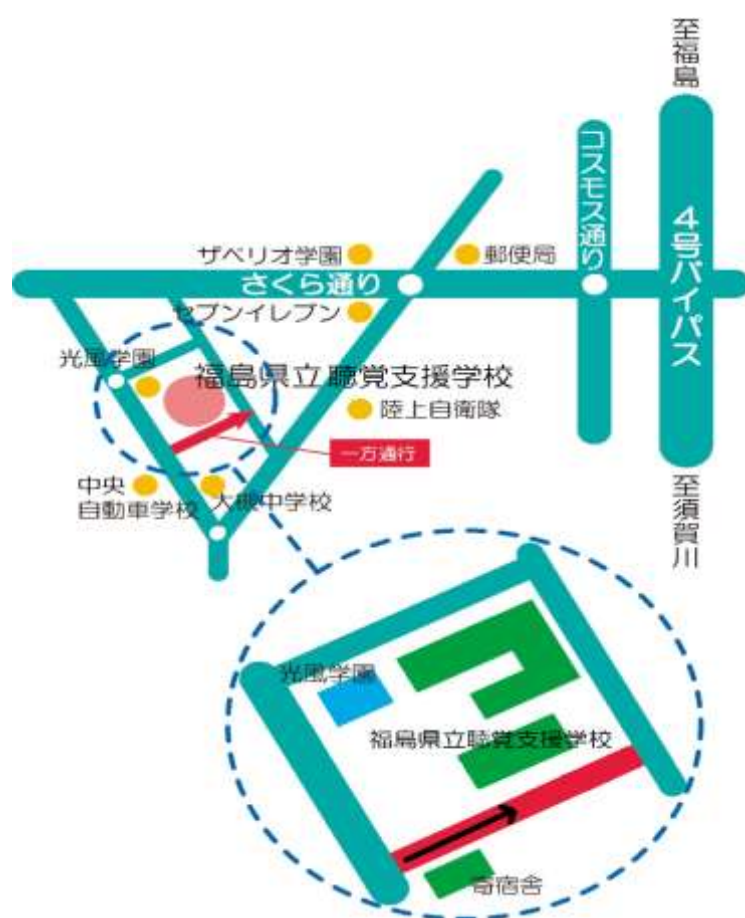 至福島
コスモス通り
4号バイパス
ザベリオ学園
郵便局
さくら通り
セブンイレブン
光風学園
福島県立聴覚支援学校
陸上自衛隊
一方通行
中央
自動車学校
大槻中学校
至須賀川
光風学園
福島県立聴覚支援学校
寄宿舎